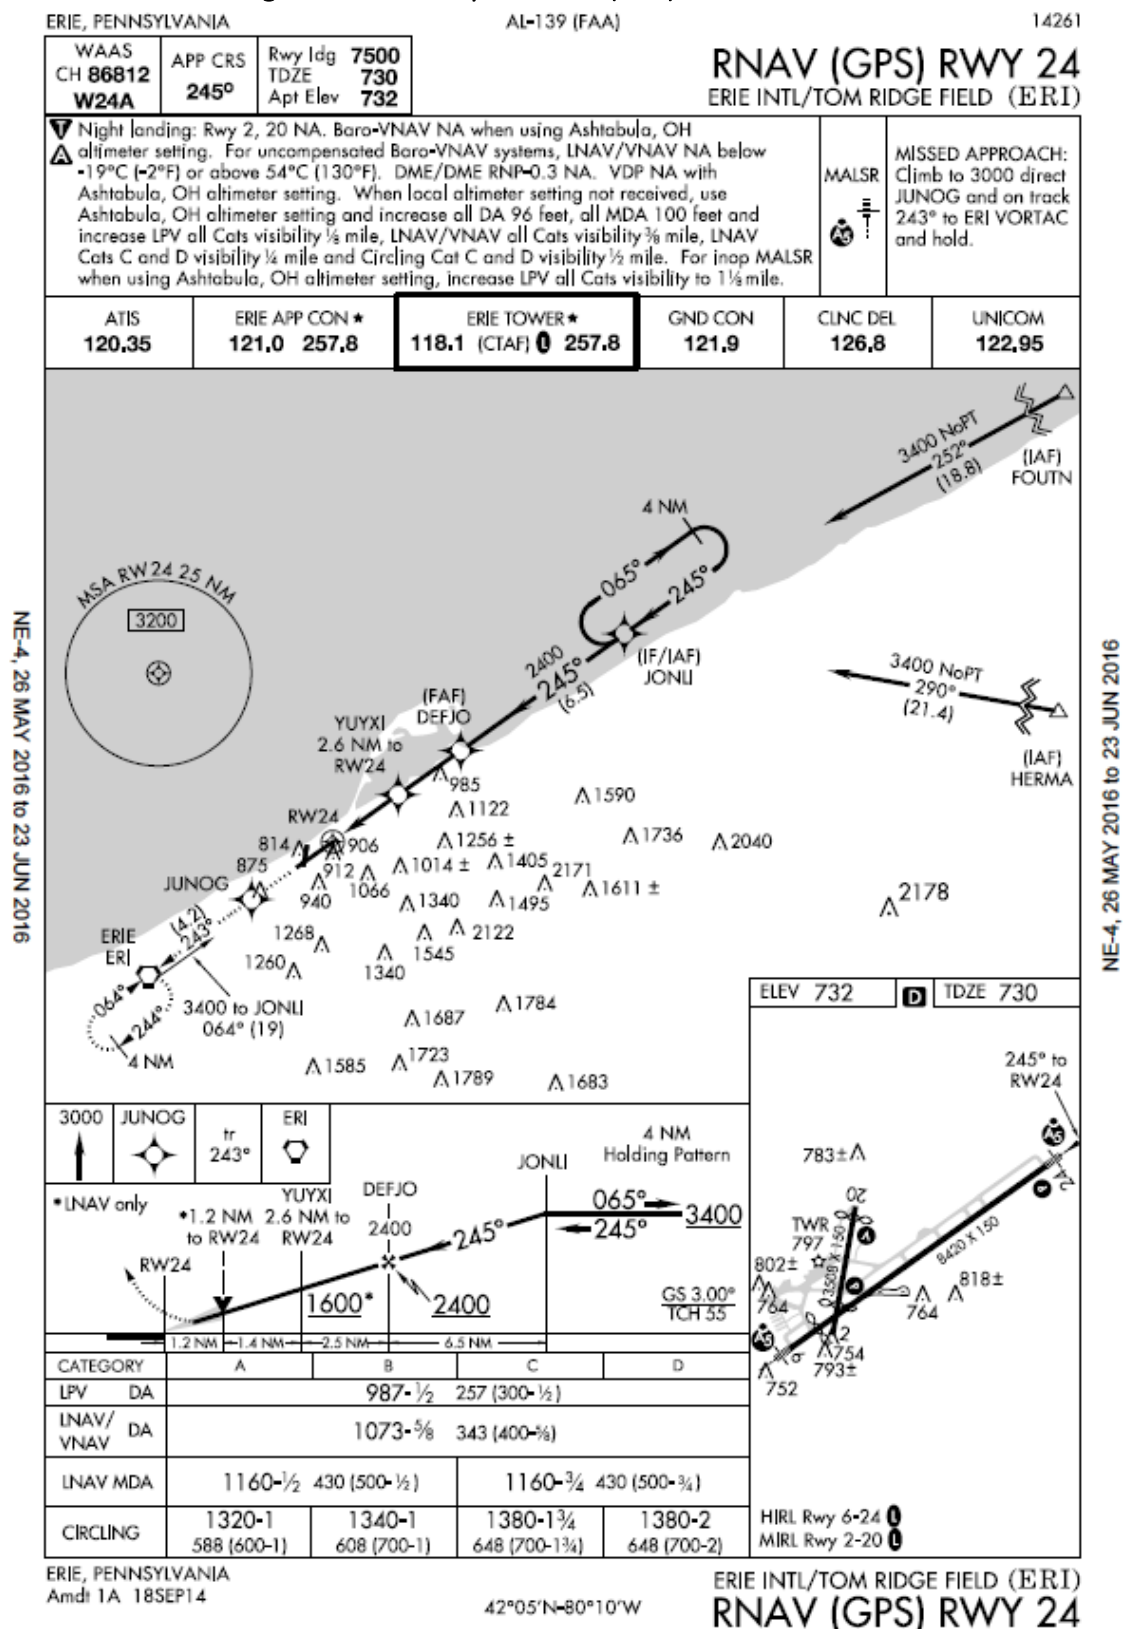 ERIE, PENNSYLVANIA
AL-139 (FAA)
14261
WAAS
CH 86812
W24A
APP CRS
245°
Rwy ldg 7500
TDZE 730
Apt Elev 732
RNAV (GPS) RWY 24
ERIE INTL/TOM RIDGE FIELD (ERI)
T Night landing: Rwy 2, 20 NA. Baro-VNAV NA when using Ashtabula, OH
A altimeter setting. For uncompensated Baro-VNAV systems, LNAV/VNAV NA below
-19°C (-2°F) or above 54°C (130°F). DME/DME RNP-0.3 NA. VDP NA with
Ashtabula, OH altimeter setting. When local altimeter setting not received, use
Ashtabula, OH altimeter setting and increase all DA 96 feet, all MDA 100 feet and
increase LPV all Cats visibility ⅛ mile, LNAV/VNAV all Cats visibility ⅜ mile, LNAV
Cats C and D visibility ¼ mile and Circling Cat C and D visibility ½ mile. For inop MALSR
when using Ashtabula, OH altimeter setting, increase LPV all Cats visibility to 1⅛ mile.
MALSR
A5
MISSED APPROACH:
Climb to 3000 direct
JUNOG and on track
243° to ERI VORTAC
and hold.
ATIS
120.35
ERIE APP CON ★
121.0 257.8
ERIE TOWER ★
118.1 (CTAF) L 257.8
GND CON
121.9
CLNC DEL
126.8
UNICOM
122.95
3400 NoPT
252°
(18.8)
(IAF)
FOUTN
4 NM
065°
245°
MSA RW24 25 NM
3200
(IF/IAF)
JONLI
2400
245°
(6.5)
3400 NoPT
290°
(21.4)
(IAF)
HERMA
(FAF)
DEFJO
YUYXI
2.6 NM to
RW24
985
1122
1590
RW24
814
906
1256 ±
1736
2040
875
912
1066
1014 ±
1405
2171
1611 ±
JUNOG
940
1340
1495
2178
(4.2)
243°
1268
2122
ERIE
ERI
1260
1340
1545
064°
244°
4 NM
3400 to JONLI
064° (19)
1687
1784
1585
1723
1789
1683
NE-4, 26 MAY 2016 to 23 JUN 2016
NE-4, 26 MAY 2016 to 23 JUN 2016
ELEV 732
D
TDZE 730
245° to
RW24
A5
783±
24
P
20
TWR
797
3508 X 150
8420 X 150
V
P
802±
764
764
818±
A5
2
6
754
793±
752
HIRL Rwy 6-24 L
MIRL Rwy 2-20 L
3000
JUNOG
tr
243°
ERI
4 NM
Holding Pattern
JONLI
*LNAV only
*1.2 NM
to RW24
YUYXI
2.6 NM to
RW24
DEFJO
2400
245°
065°
245°
3400
RW24
1600*
2400
GS 3.00°
TCH 55
1.2 NM
1.4 NM
2.5 NM
6.5 NM
CATEGORY A B C D
LPV DA 987-½ 257 (300-½)
LNAV/
VNAV DA 1073-⅝ 343 (400-⅝)
LNAV MDA 1160-½ 430 (500-½) 1160-¾ 430 (500-¾)
CIRCLING
1320-1 1340-1 1380-1¾ 1380-2
588 (600-1) 608 (700-1) 648 (700-1¾) 648 (700-2)
ERIE, PENNSYLVANIA
Amdt 1A 18SEP14
42°05'N-80°10'W
ERIE INTL/TOM RIDGE FIELD (ERI)
RNAV (GPS) RWY 24